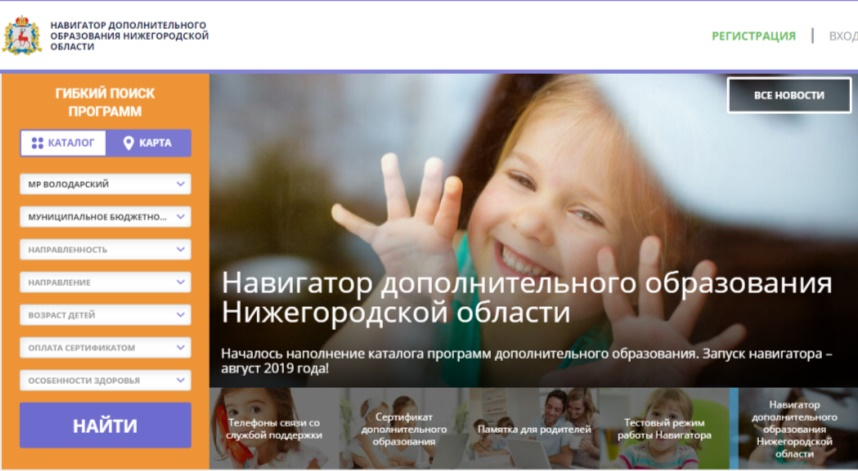 НАВИГАТОР ДОПОЛНИТЕЛЬНОГО
ОБРАЗОВАНИЯ НИЖЕГОРОДСКОЙ
ОБЛАСТИ
РЕГИСТРАЦИЯ | ВХОД
ГИБКИЙ ПОИСК
ПРОГРАММ
КАТАЛОГ
КАРТА
МР ВОЛОДАРСКИЙ
МУНИЦИПАЛЬНОЕ БЮДЖЕТНО...
НАПРАВЛЕННОСТЬ
НАПРАВЛЕНИЕ
ВОЗРАСТ ДЕТЕЙ
ОПЛАТА СЕРТИФИКАТОМ
ОСОБЕННОСТИ ЗДОРОВЬЯ
НАЙТИ
ВСЕ НОВОСТИ
Навигатор дополнительного образования
Нижегородской области
Началось наполнение каталога программ дополнительного образования. Запуск навигатора –
август 2019 года!
Телефоны связи со
службой поддержки
Сертификат
дополнительного
образования
Памятка для родителей
Тестовый режим
работы Навигатора
Навигатор
дополнительного
образования
Нижегородской
области